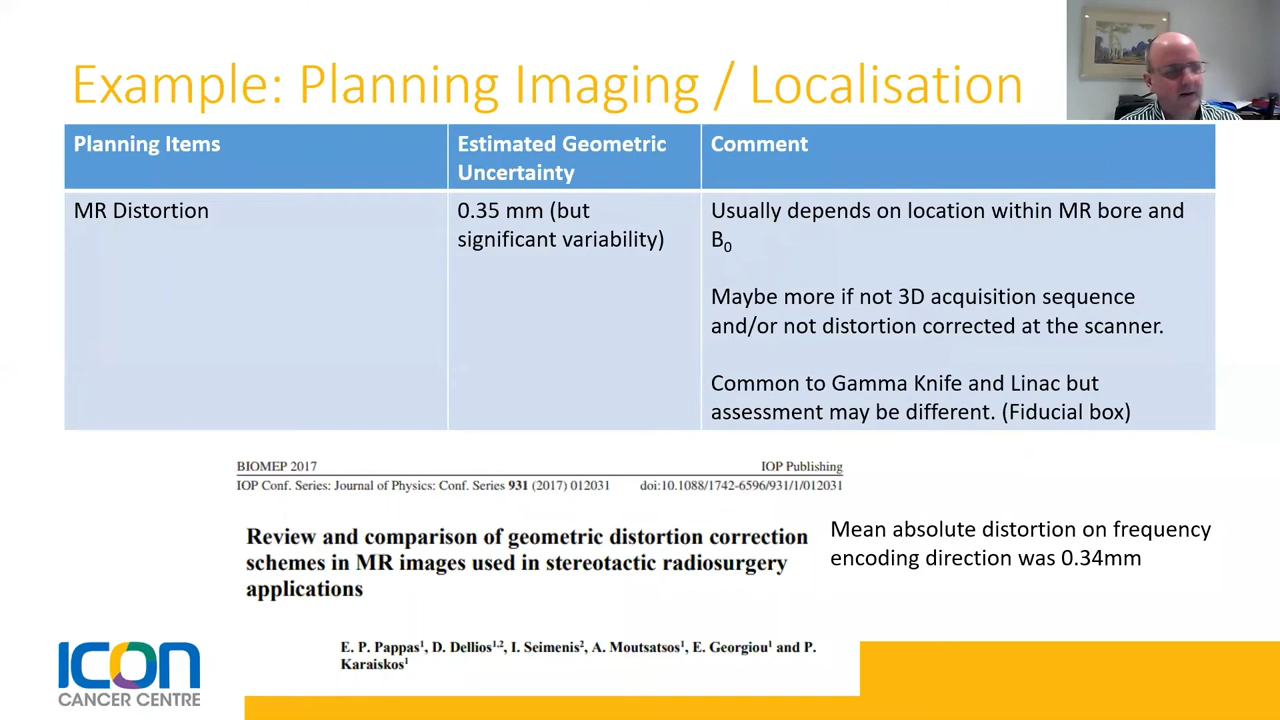 Example: Planning Imaging / Localisation
Planning Items
Estimated Geometric
Uncertainty
Comment
MR Distortion
0.35 mm (but
significant variability)
Usually depends on location within MR bore and
B₀
Maybe more if not 3D acquisition sequence
and/or not distortion corrected at the scanner.
Common to Gamma Knife and Linac but
assessment may be different. (Fiducial box)
BIOMEP 2017
IOP Publishing
IOP Conf. Series: Journal of Physics: Conf. Series 931 (2017) 012031
doi:10.1088/1742-6596/931/1/012031
Review and comparison of geometric distortion correction
schemes in MR images used in stereotactic radiosurgery
applications
Mean absolute distortion on frequency
encoding direction was 0.34mm
E. P. Pappas¹, D. Dellios¹,², I. Seimenis², A. Moutsatsos¹, E. Georgiou¹ and P.
Karaiskos¹
ICON
CANCER CENTRE